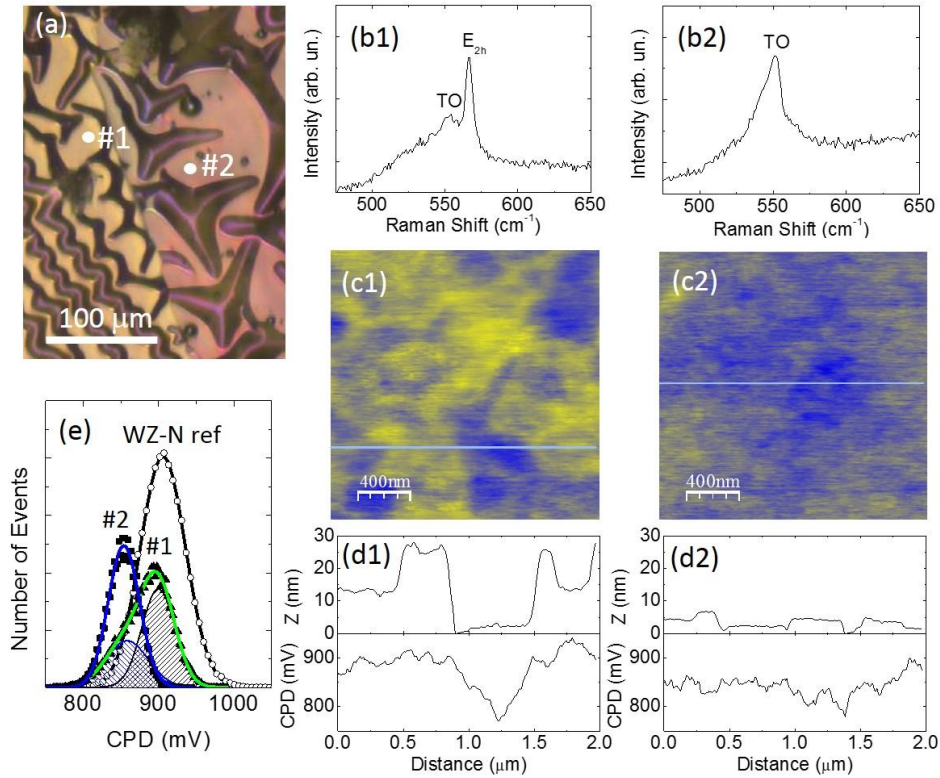 (a)
#1
#2
100 μm
(b1)
E2h
TO
Intensity (arb. un.)
500 550 600 650
Raman Shift (cm-1)
(b2)
TO
Intensity (arb. un.)
500 550 600 650
Raman Shift (cm-1)
(c1)
400nm
(c2)
400nm
(e)
WZ-N ref
#2
#1
Number of Events
750 800 900 1000
CPD (mV)
(d1)
30
20
10
0
Z (nm)
900
800
CPD (mV)
0.0 0.5 1.0 1.5 2.0
Distance (μm)
(d2)
30
20
10
0
Z (nm)
900
800
CPD (mV)
0.0 0.5 1.0 1.5 2.0
Distance (μm)